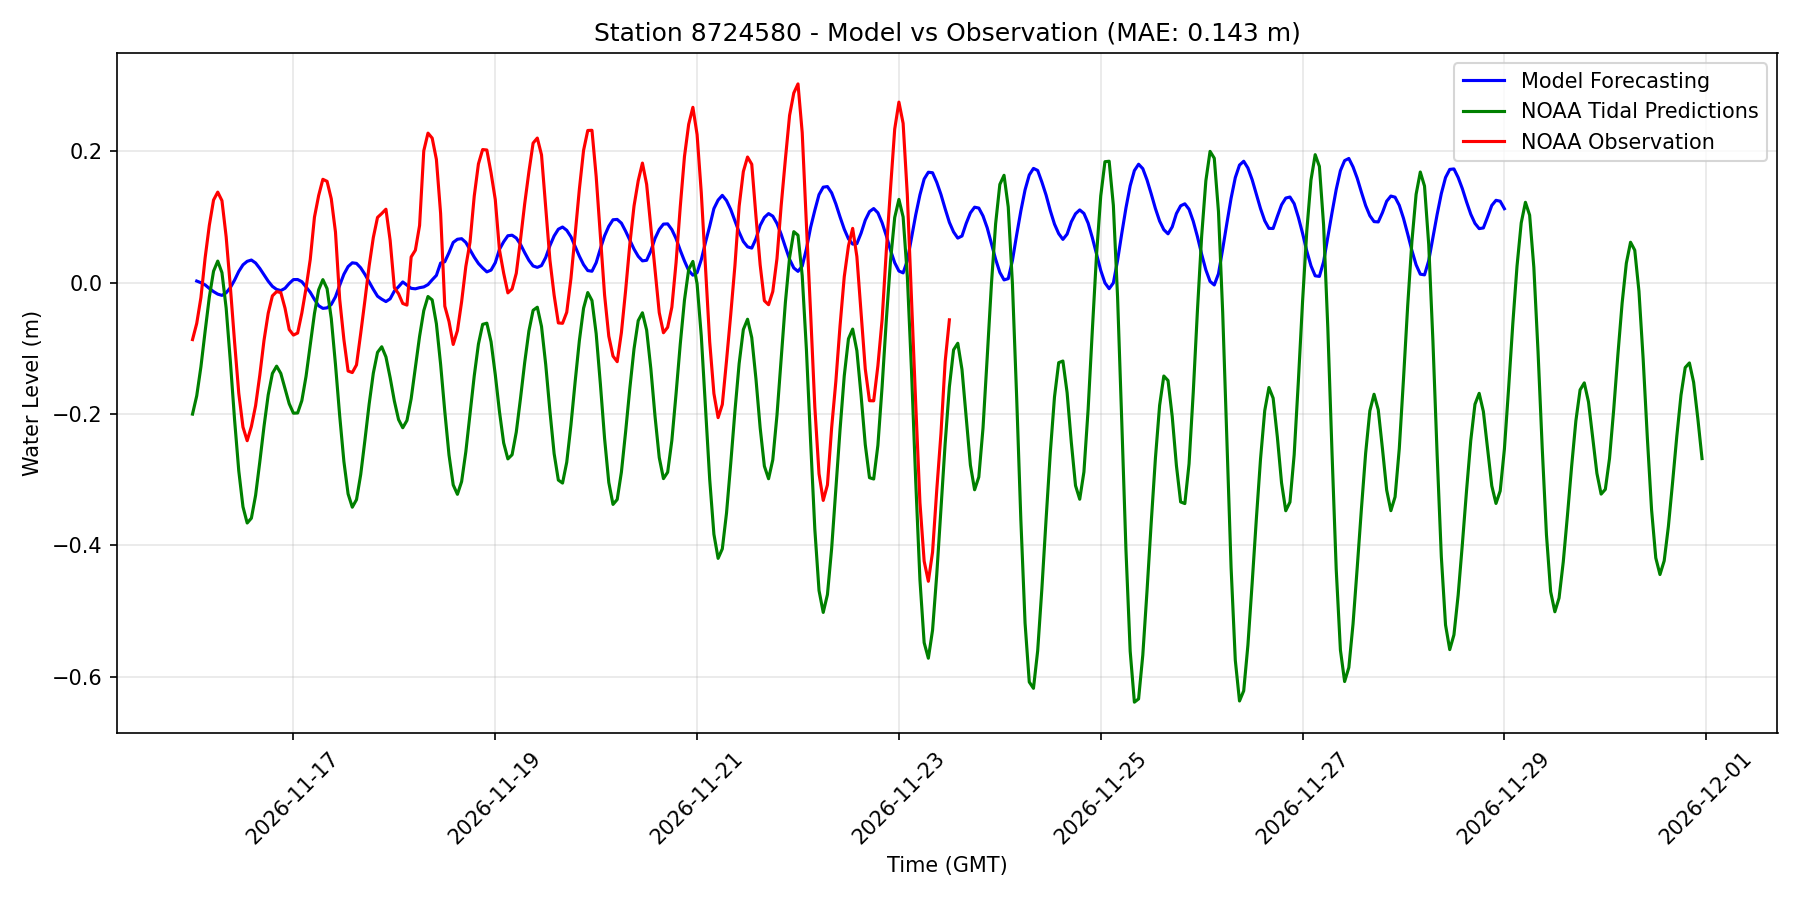 Station 8724580 - Model vs Observation (MAE: 0.143 m)
Model Forecasting
NOAA Tidal Predictions
NOAA Observation
Water Level (m)
0.2
0.0
−0.2
−0.4
−0.6
2026-11-17
2026-11-19
2026-11-21
2026-11-23
2026-11-25
2026-11-27
2026-11-29
2026-12-01
Time (GMT)